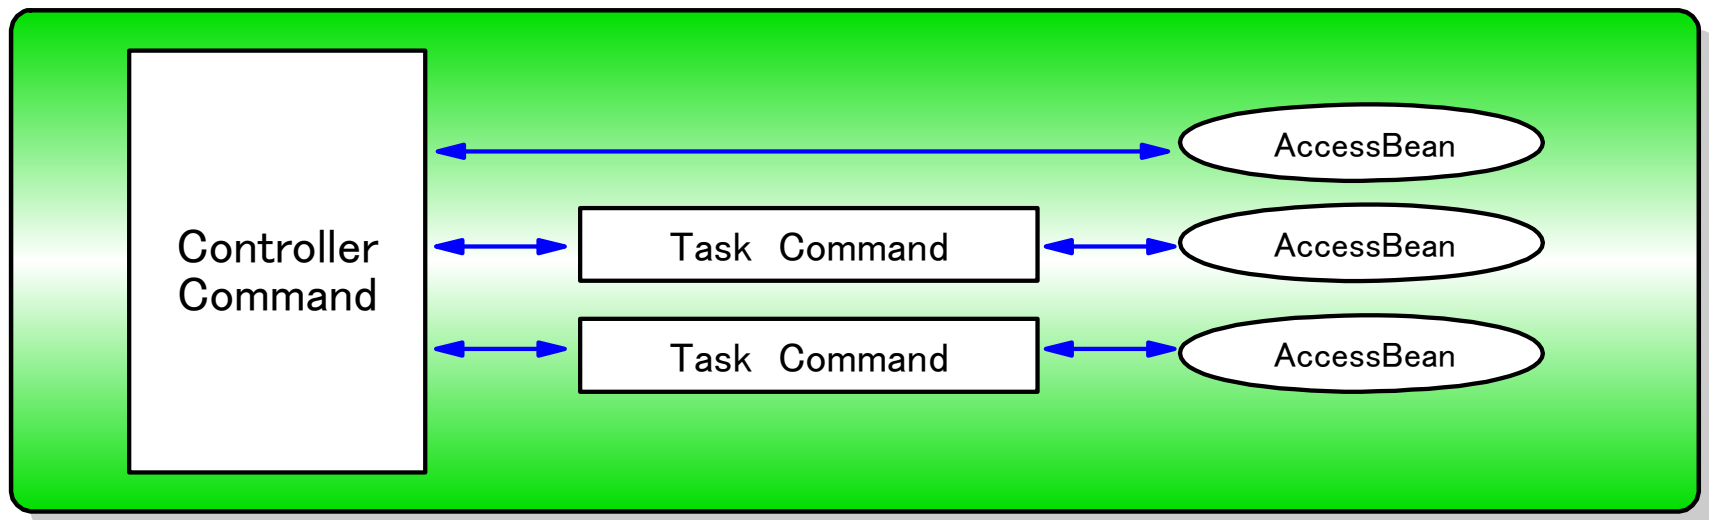 AccessBean
Controller
Command
Task Command
AccessBean
Task Command
AccessBean